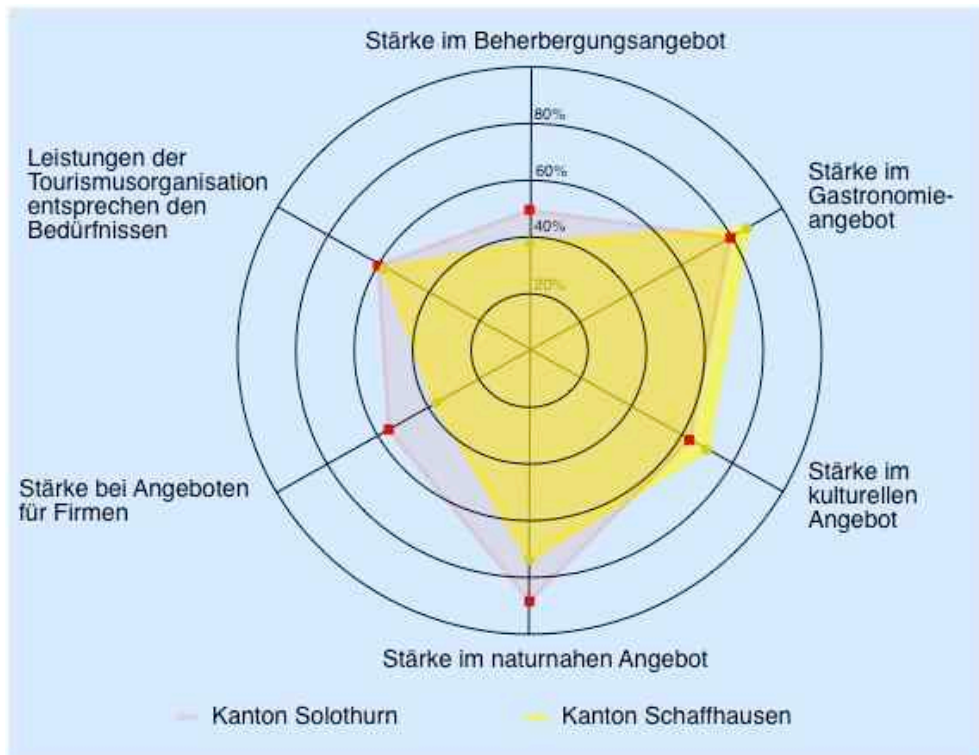 Stärke im Beherbergungsangebot
80%
60%
40%
20%
Leistungen der
Tourismusorganisation
entsprechen den
Bedürfnissen
Stärke im
Gastronomie-
angebot
Stärke bei Angeboten
für Firmen
Stärke im
kulturellen
Angebot
Stärke im naturnahen Angebot
Kanton Solothurn
Kanton Schaffhausen